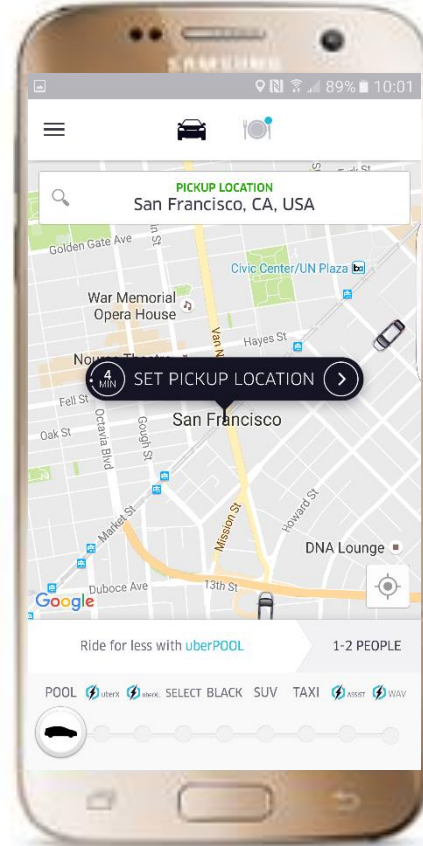 SAMSUNG
89% 10:01
PICKUP LOCATION
San Francisco, CA, USA
Golden Gate Ave
Civic Center/UN Plaza
War Memorial
Opera House
Van N
Hayes St
4
MIN
SET PICKUP LOCATION
Fell St
San Francisco
Oak St
Octavia Blvd
Gough St
Market St
Mission St
Howard St
DNA Lounge
Duboce Ave
13th St
Google
Ride for less with uberPOOL
1-2 PEOPLE
POOL uberX SELECT BLACK SUV TAXI ASSIST WAV